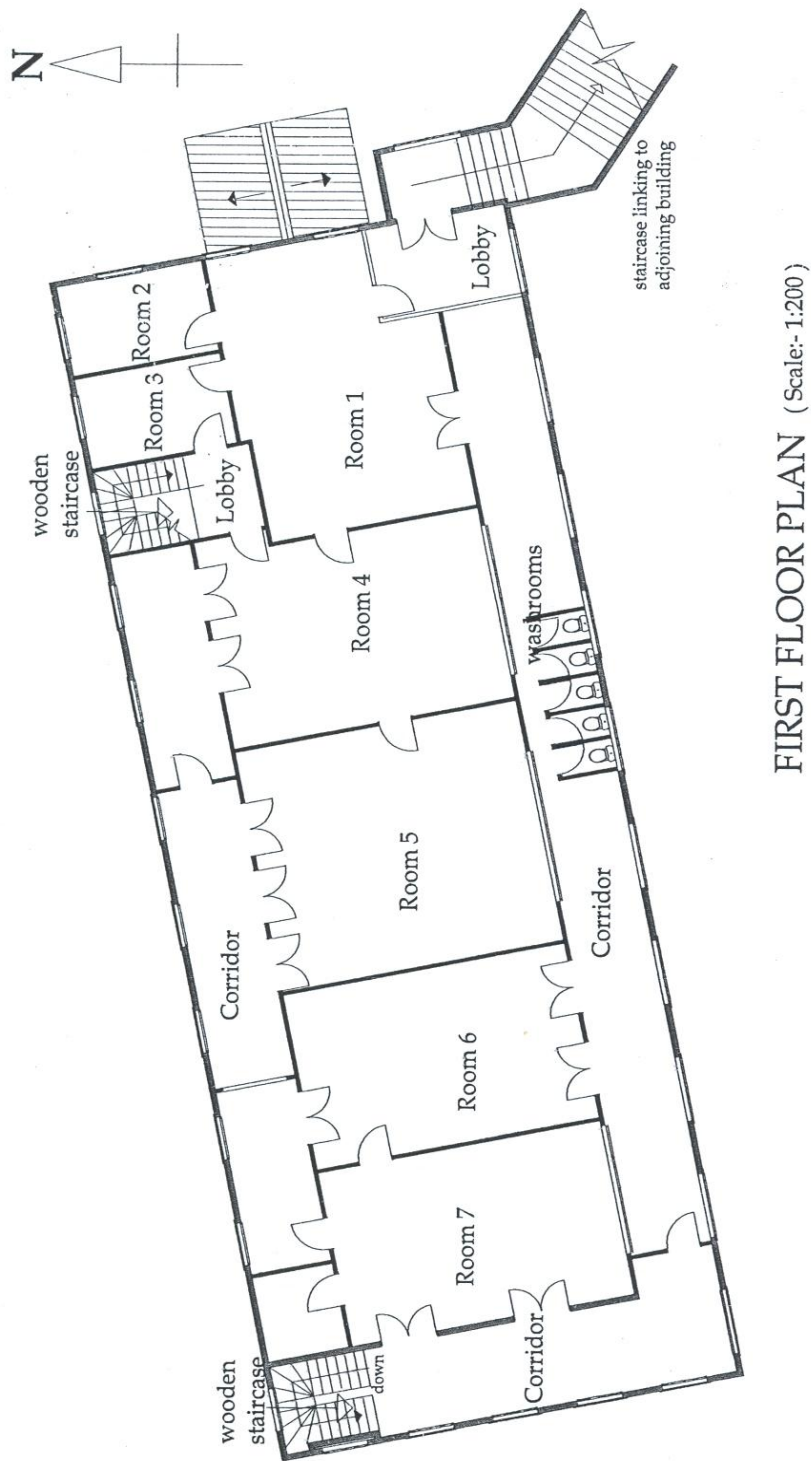 N
wooden
staircase
Room 2
Room 3
Lobby
Room 1
Lobby
staircase linking to
adjoining building
Room 4
Washrooms
Room 5
Corridor
Corridor
Room 6
Room 7
wooden
staircase
down
Corridor
FIRST FLOOR PLAN ( Scale:- 1:200 )